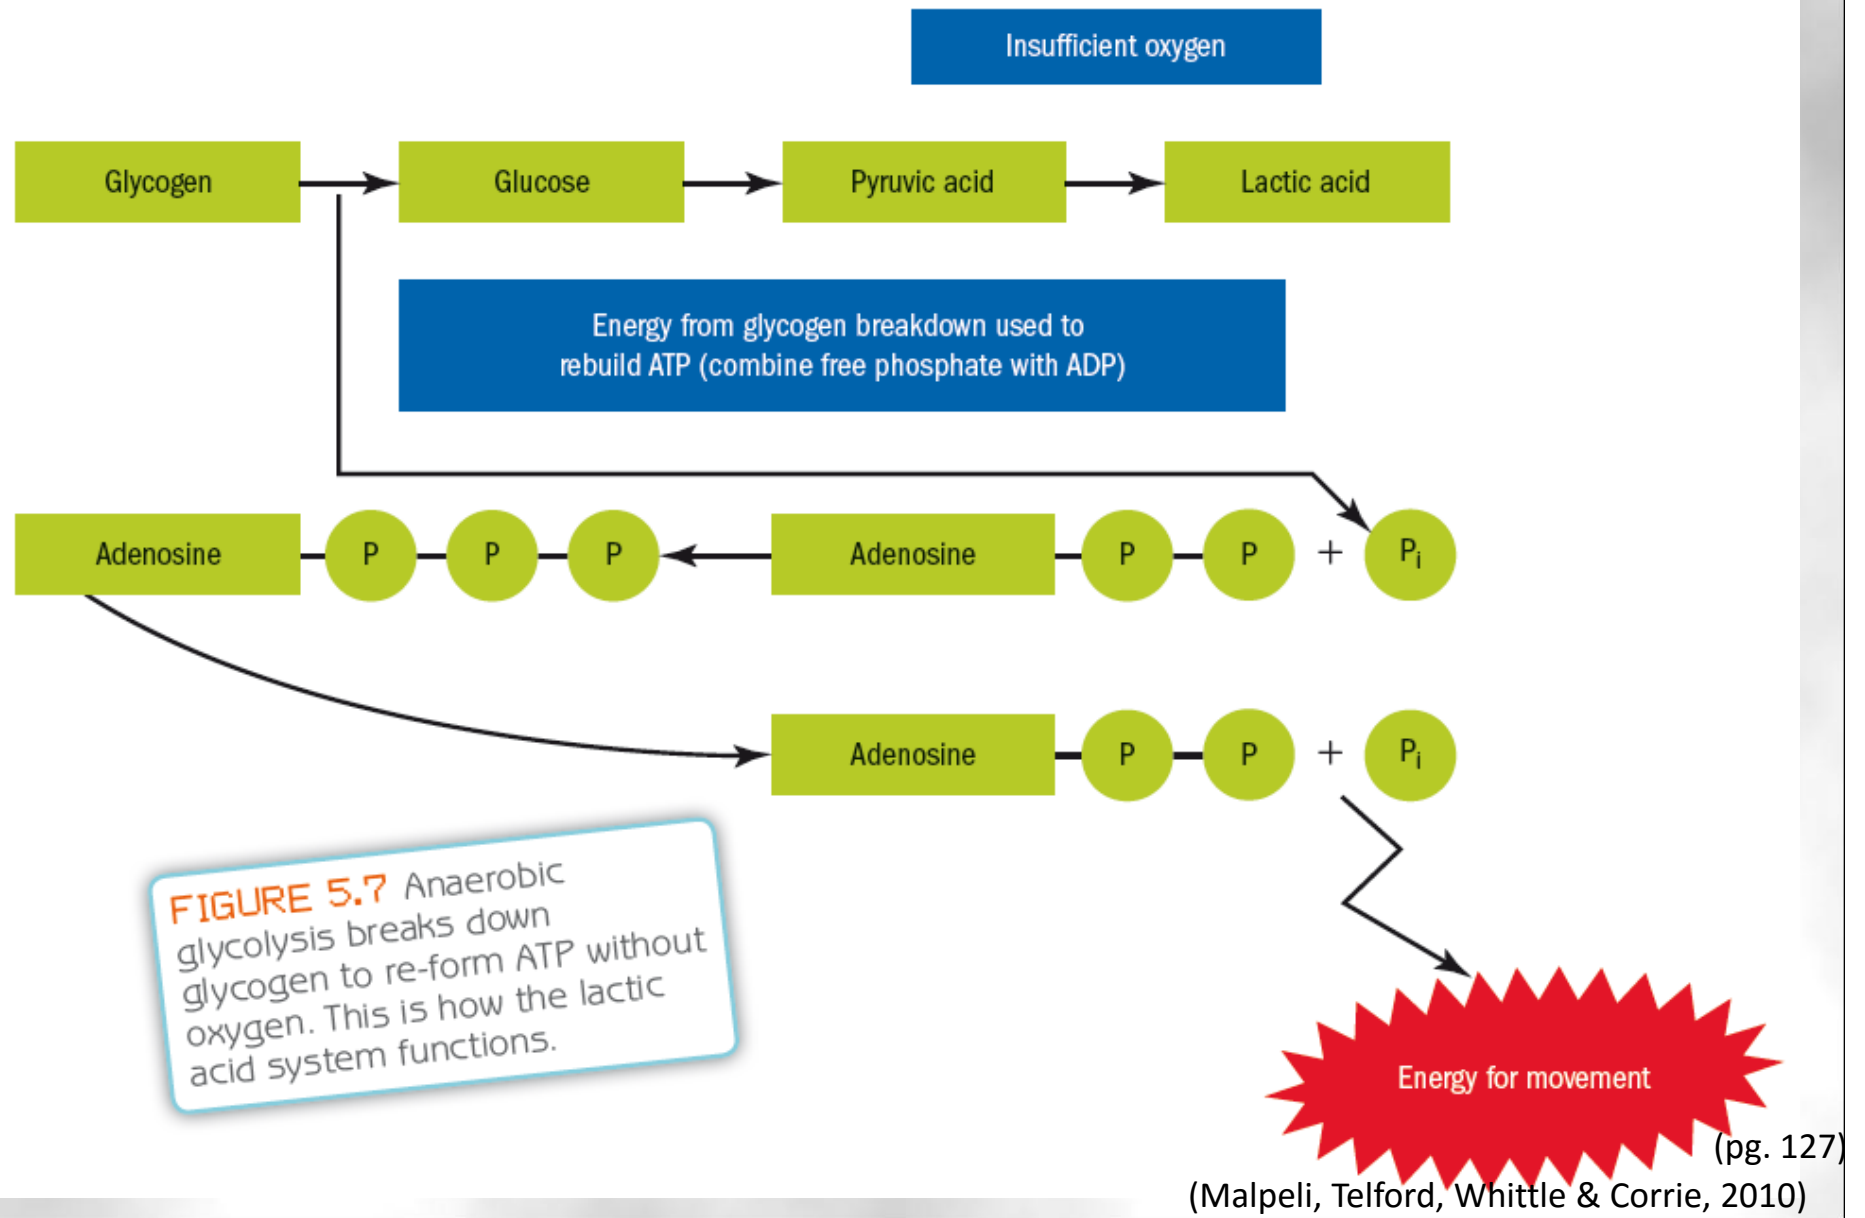 Insufficient oxygen
Glycogen
Glucose
Pyruvic acid
Lactic acid
Energy from glycogen breakdown used to
rebuild ATP (combine free phosphate with ADP)
Adenosine P P P Adenosine P P + Pi
Adenosine P P + Pi
FIGURE 5.7 Anaerobic
glycolysis breaks down
glycogen to re-form ATP without
oxygen. This is how the lactic
acid system functions.
Energy for movement
(pg. 127)
(Malpeli, Telford, Whittle & Corrie, 2010)